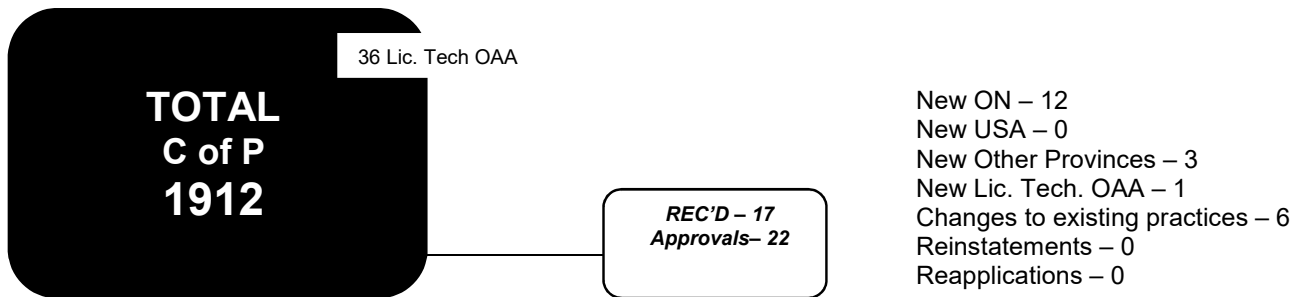 36 Lic. Tech OAA
TOTAL
C of P
1912
REC’D – 17
Approvals– 22
New ON – 12
New USA – 0
New Other Provinces – 3
New Lic. Tech. OAA – 1
Changes to existing practices – 6
Reinstatements – 0
Reapplications – 0